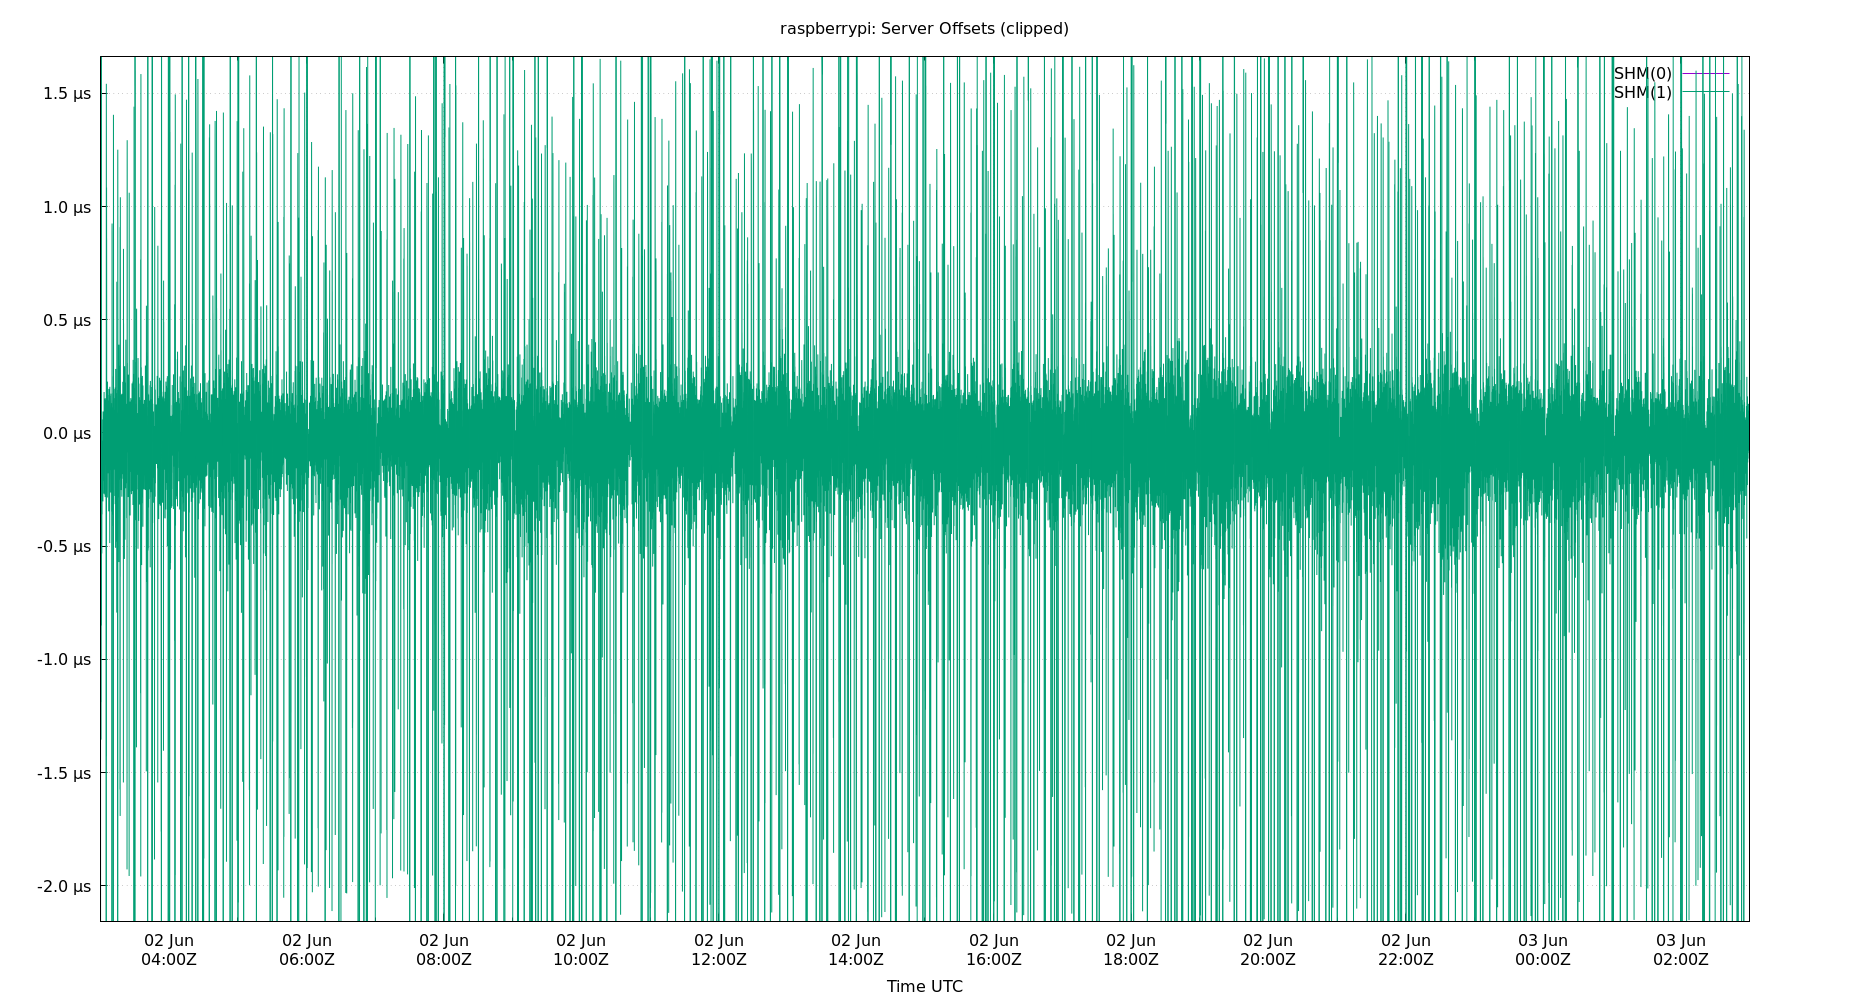 raspberrypi: Server Offsets (clipped)
SHM(0)
SHM(1)
1.5 µs
1.0 µs
0.5 µs
0.0 µs
-0.5 µs
-1.0 µs
-1.5 µs
-2.0 µs
02 Jun 02 Jun 02 Jun 02 Jun 02 Jun 02 Jun 02 Jun 02 Jun 02 Jun 02 Jun 03 Jun 03 Jun
04:00Z 06:00Z 08:00Z 10:00Z 12:00Z 14:00Z 16:00Z 18:00Z 20:00Z 22:00Z 00:00Z 02:00Z
Time UTC